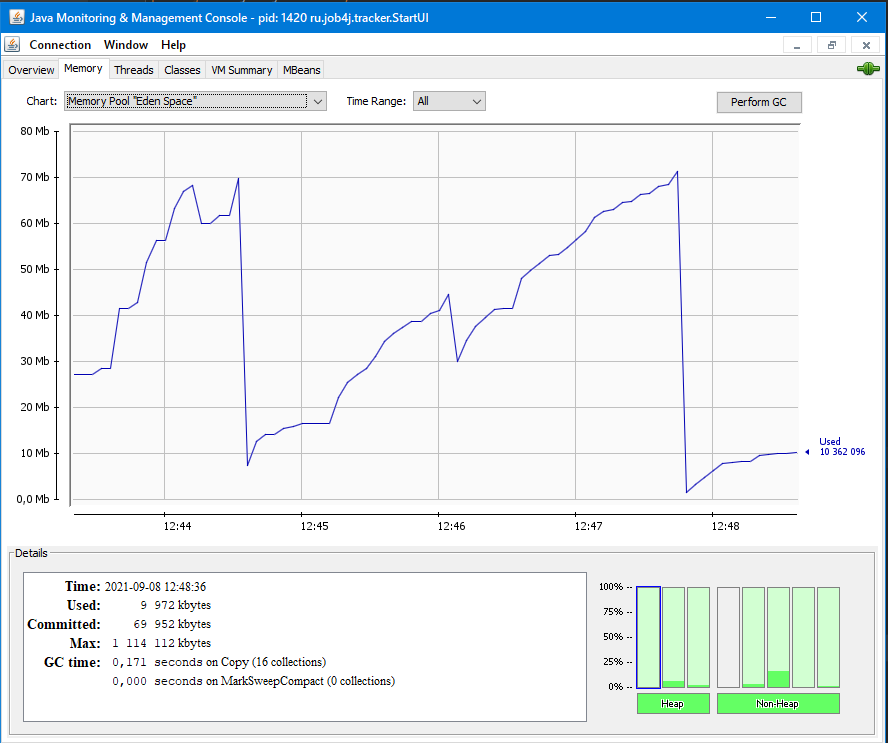 Java Monitoring & Management Console - pid: 1420 ru.job4j.tracker.StartUI
Connection Window Help
Overview Memory Threads Classes VM Summary MBeans
Chart: Memory Pool "Eden Space" Time Range: All Perform GC
80 Mb
70 Mb
60 Mb
50 Mb
40 Mb
30 Mb
20 Mb
10 Mb
0,0 Mb
Used
10 362 096
12:44 12:45 12:46 12:47 12:48
Details
Time: 2021-09-08 12:48:36
Used: 9 972 kbytes
Committed: 69 952 kbytes
Max: 1 114 112 kbytes
GC time: 0,171 seconds on Copy (16 collections)
0,000 seconds on MarkSweepCompact (0 collections)
100% --
75% --
50% --
25% --
0% --
Heap Non-Heap